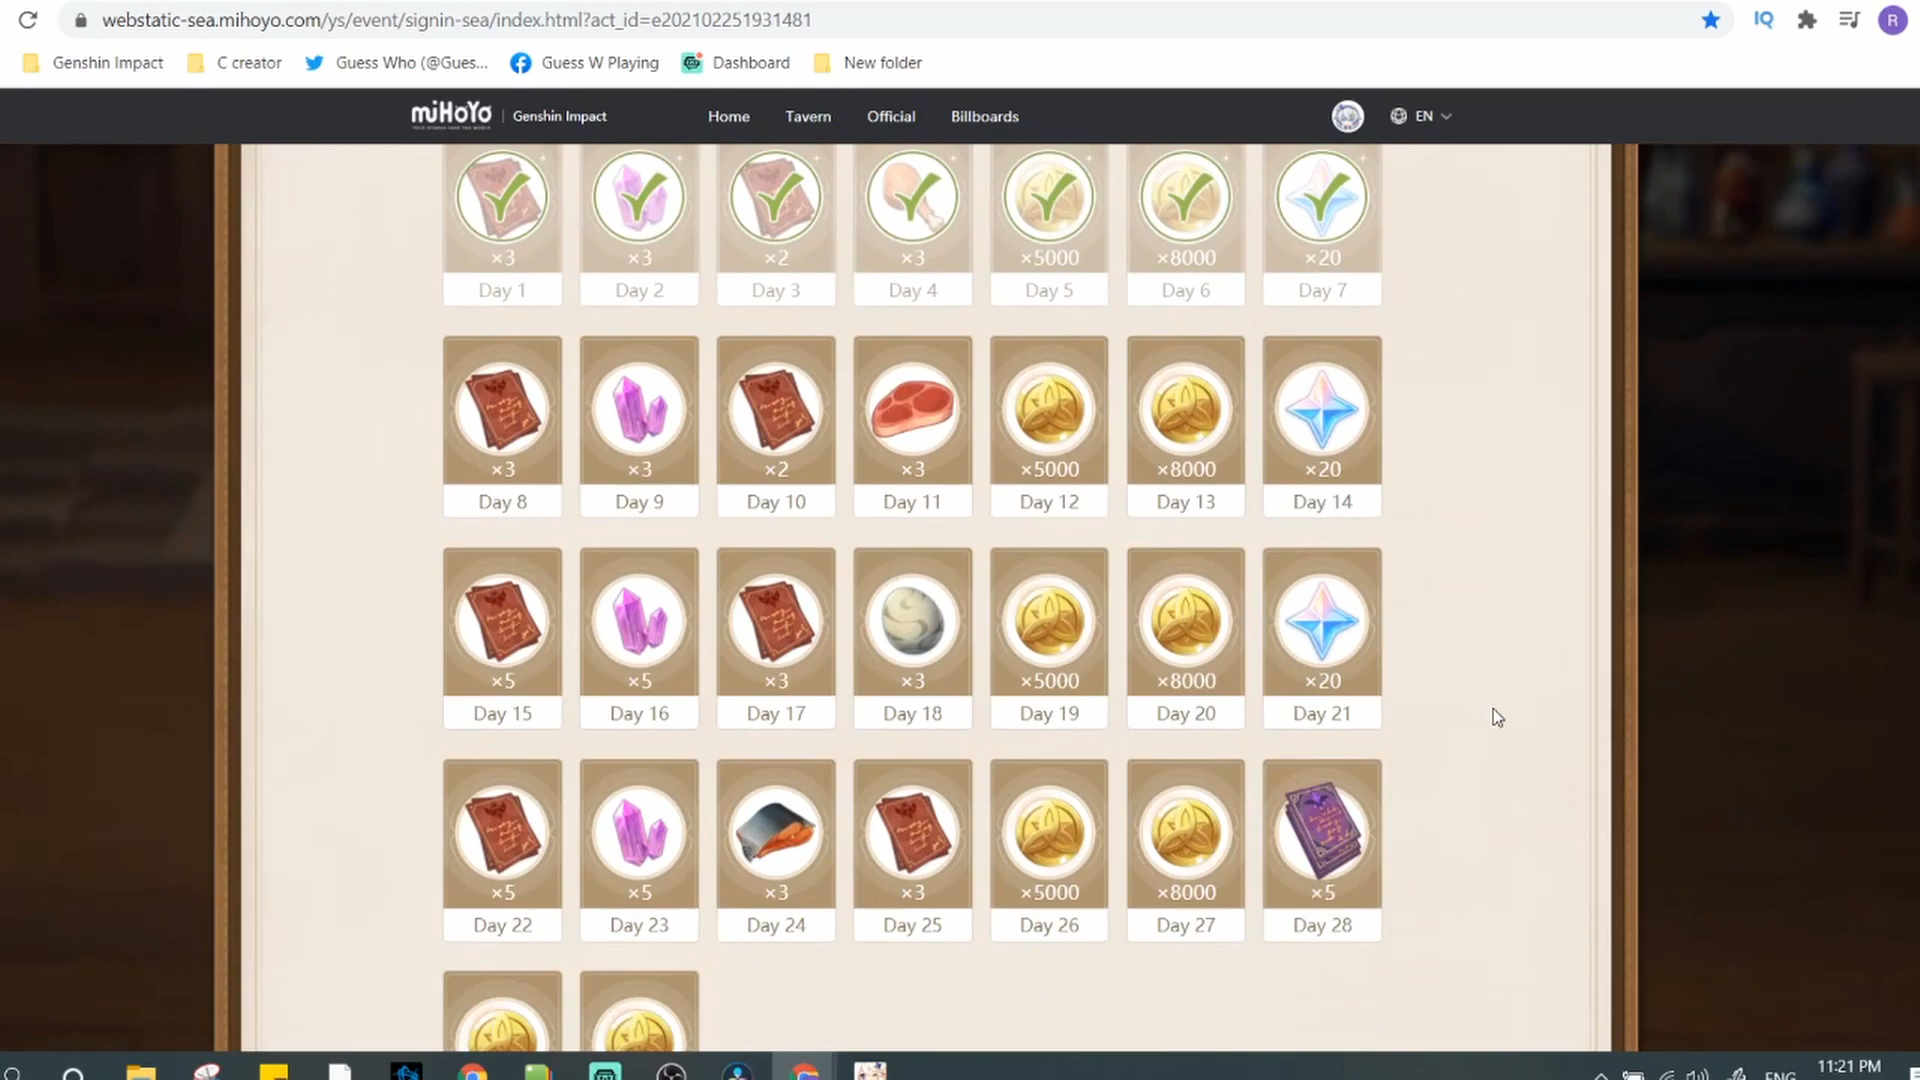 webstatic-sea.mihoyo.com/ys/event/signin-sea/index.html?act_id=e202102251931481
IQ
R
Genshin Impact C creator Guess Who (@Gues... Guess W Playing Dashboard New folder
miHoYo Genshin Impact Home Tavern Official Billboards EN
×3 ×3 ×2 ×3 ×5000 ×8000 ×20
Day 1 Day 2 Day 3 Day 4 Day 5 Day 6 Day 7
×3 ×3 ×2 ×3 ×5000 ×8000 ×20
Day 8 Day 9 Day 10 Day 11 Day 12 Day 13 Day 14
×5 ×5 ×3 ×3 ×5000 ×8000 ×20
Day 15 Day 16 Day 17 Day 18 Day 19 Day 20 Day 21
×5 ×5 ×3 ×3 ×5000 ×8000 ×5
Day 22 Day 23 Day 24 Day 25 Day 26 Day 27 Day 28
ENG 11:21 PM